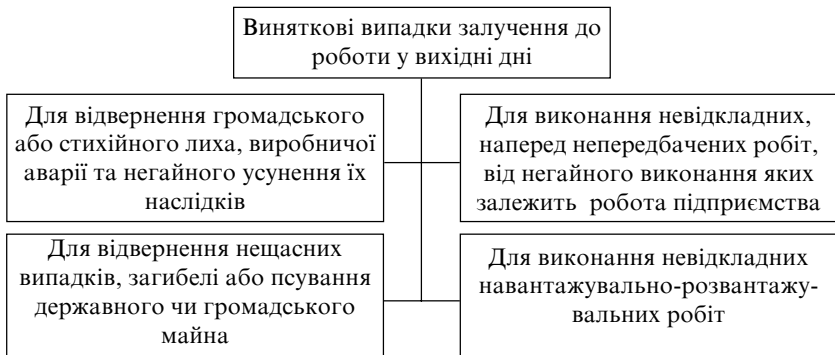 Виняткові випадки залучення до
роботи у вихідні дні
Для відвернення громадського
або стихійного лиха, виробничої
аварії та негайного усунення їх
наслідків
Для виконання невідкладних,
наперед непередбачених робіт,
від негайного виконання яких
залежить робота підприємства
Для відвернення нещасних
випадків, загибелі або псування
державного чи громадського
майна
Для виконання невідкладних
навантажувально-розвантажу-
вальних робіт